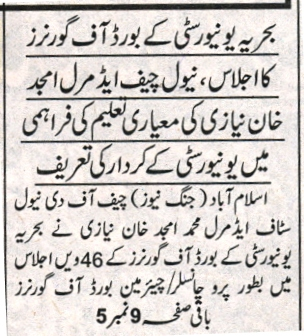 بحریہ یونیورسٹی کے بورڈ آف گورنرز
کا اجلاس، نیول چیف ایڈمرل امجد
خان نیازی کی معیاری تعلیم کی فراہمی
میں یونیورسٹی کے کردار کی تعریف
اسلام آباد (جنگ نیوز) چیف آف دی نیول
سٹاف ایڈمرل محمد امجد خان نیازی نے بحریہ
یونیورسٹی کے بورڈ آف گورنرز کے 46ویں اجلاس
میں بطور پرو چانسلر/چیئرمین بورڈ آف گورنرز
باقی صفحہ 9 نمبر 5